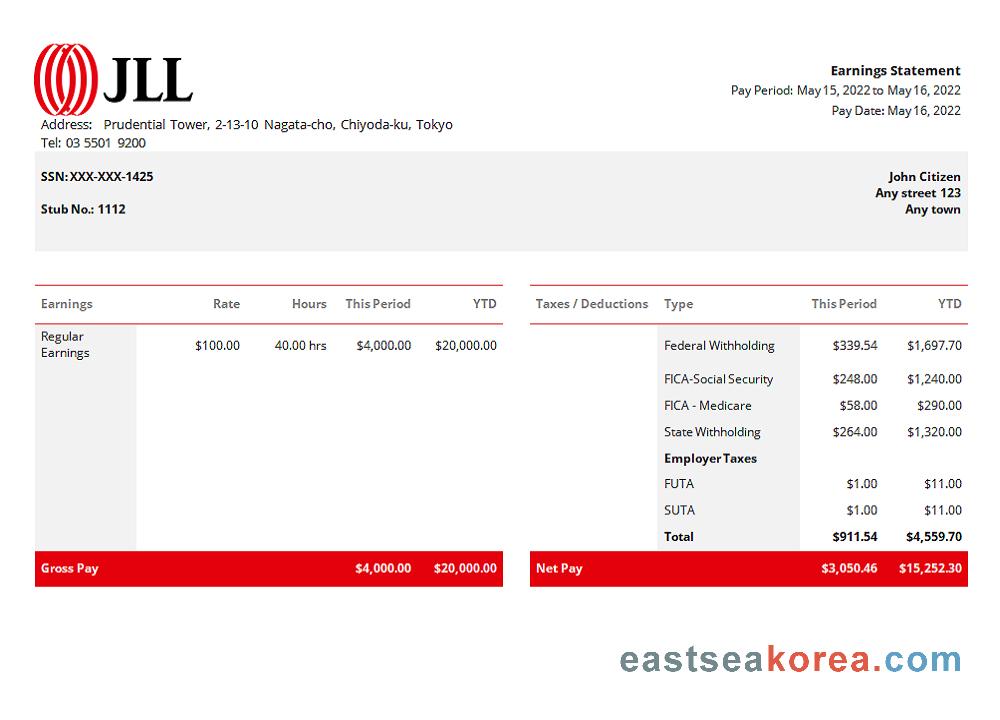 JLL
Address: Prudential Tower, 2-13-10 Nagata-cho, Chiyoda-ku, Tokyo
Tel: 03 5501 9200
Earnings Statement
Pay Period: May 15, 2022 to May 16, 2022
Pay Date: May 16, 2022
SSN: XXX-XXX-1425
Stub No.: 1112
John Citizen
Any street 123
Any town
Earnings Rate Hours This Period YTD
Regular Earnings $100.00 40.00 hrs $4,000.00 $20,000.00
Gross Pay $4,000.00 $20,000.00
Taxes / Deductions Type This Period YTD
Federal Withholding $339.54 $1,697.70
FICA-Social Security $248.00 $1,240.00
FICA - Medicare $58.00 $290.00
State Withholding $264.00 $1,320.00
Employer Taxes
FUTA $1.00 $11.00
SUTA $1.00 $11.00
Total $911.54 $4,559.70
Net Pay $3,050.46 $15,252.30
eastseakorea.com